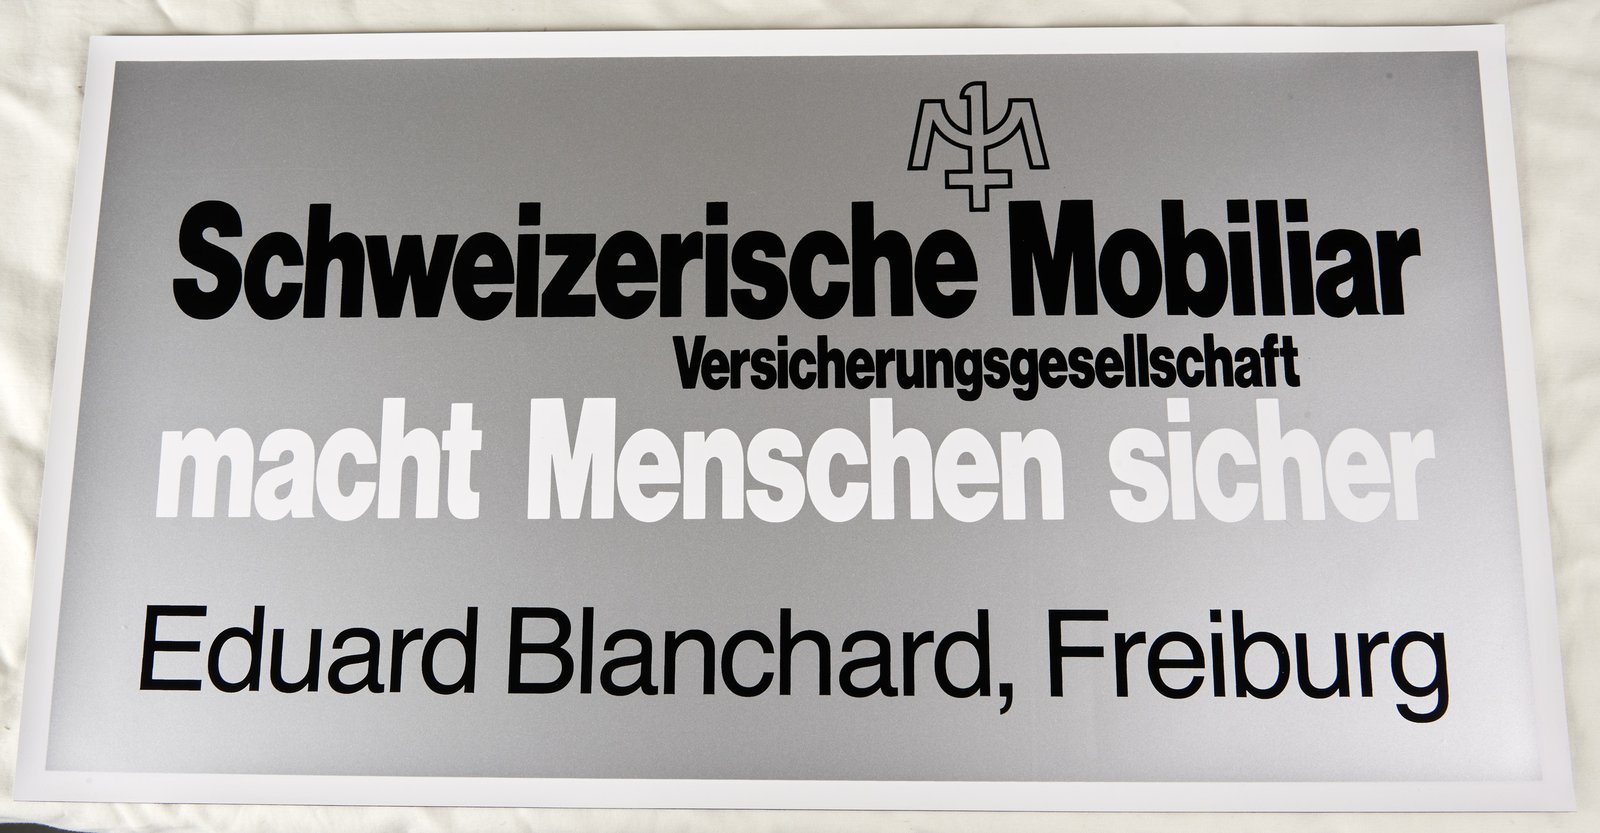 Schweizerische Mobiliar
Versicherungsgesellschaft
macht Menschen sicher
Eduard Blanchard, Freiburg